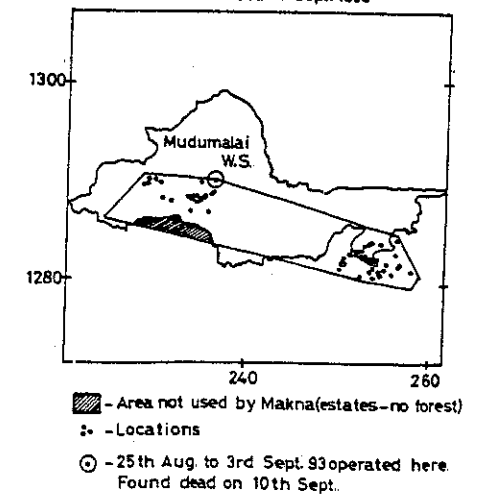 1300
Mudumalai
W.S.
1280
240
260
- Area not used by Makna(estates-no forest)
- Locations
- 25th Aug. to 3rd Sept. 93 operated here.
Found dead on 10th Sept.